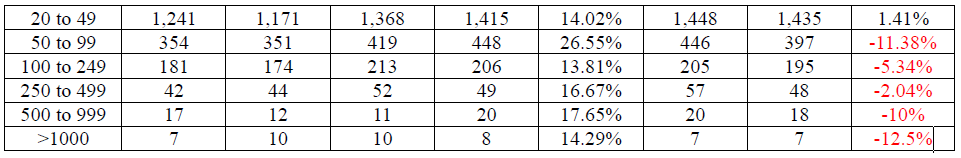 20 to 49 1,241 1,171 1,368 1,415 14.02% 1,448 1,435 1.41%
50 to 99 354 351 419 448 26.55% 446 397 -11.38%
100 to 249 181 174 213 206 13.81% 205 195 -5.34%
250 to 499 42 44 52 49 16.67% 57 48 -2.04%
500 to 999 17 12 11 20 17.65% 20 18 -10%
>1000 7 10 10 8 14.29% 7 7 -12.5%